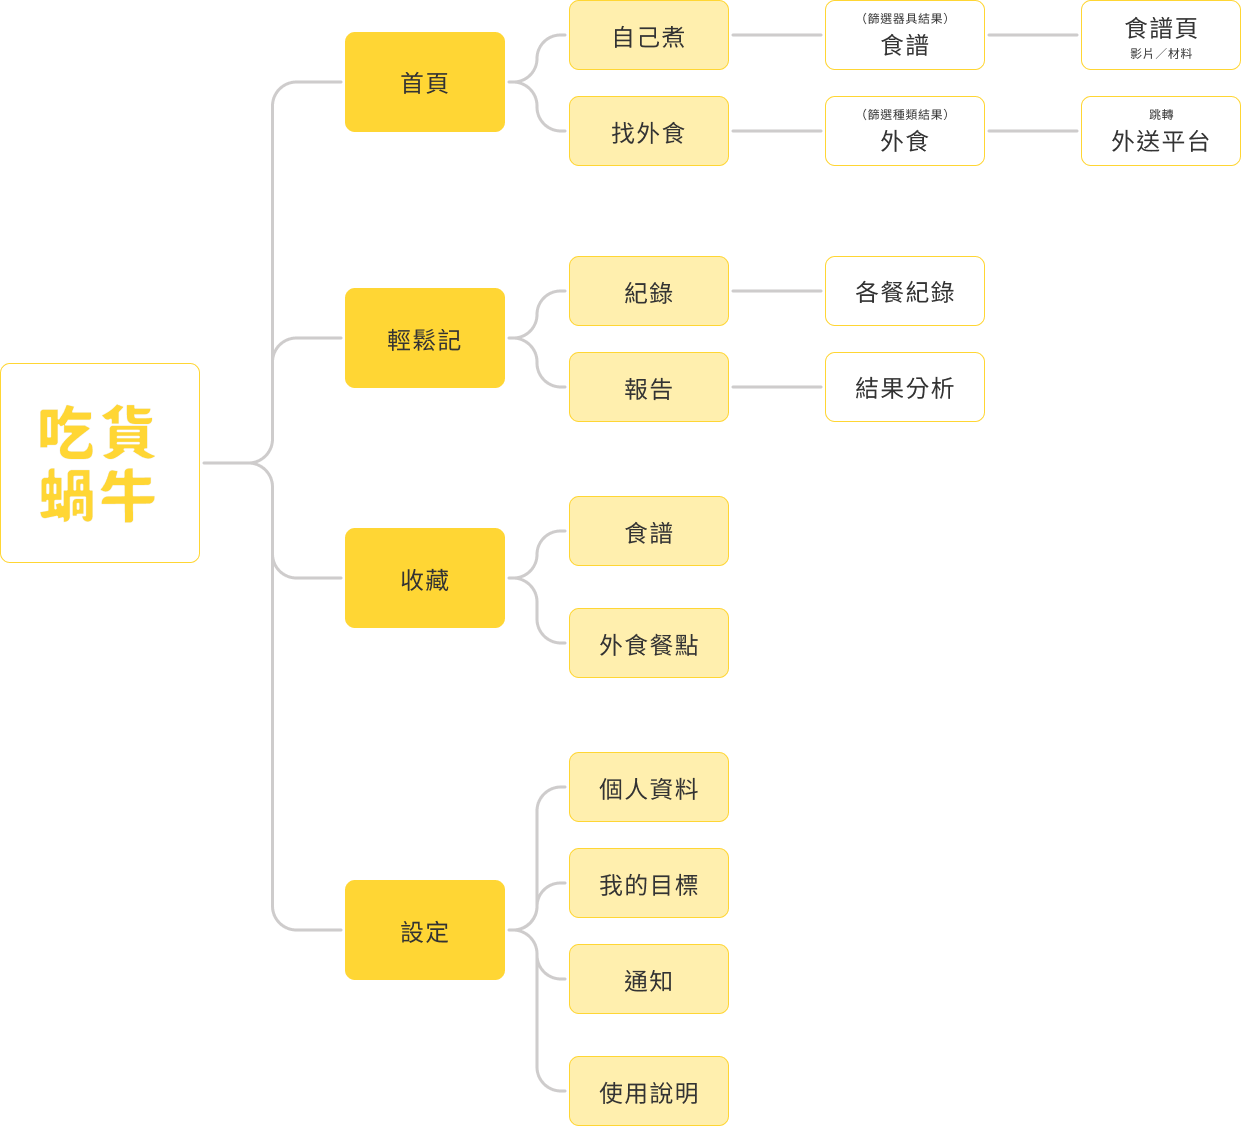 吃貨
蝸牛
首頁
自己煮
（篩選器具結果）
食譜
食譜頁
影片／材料
找外食
（篩選種類結果）
外食
跳轉
外送平台
輕鬆記
紀錄
各餐紀錄
報告
結果分析
收藏
食譜
外食餐點
設定
個人資料
我的目標
通知
使用說明